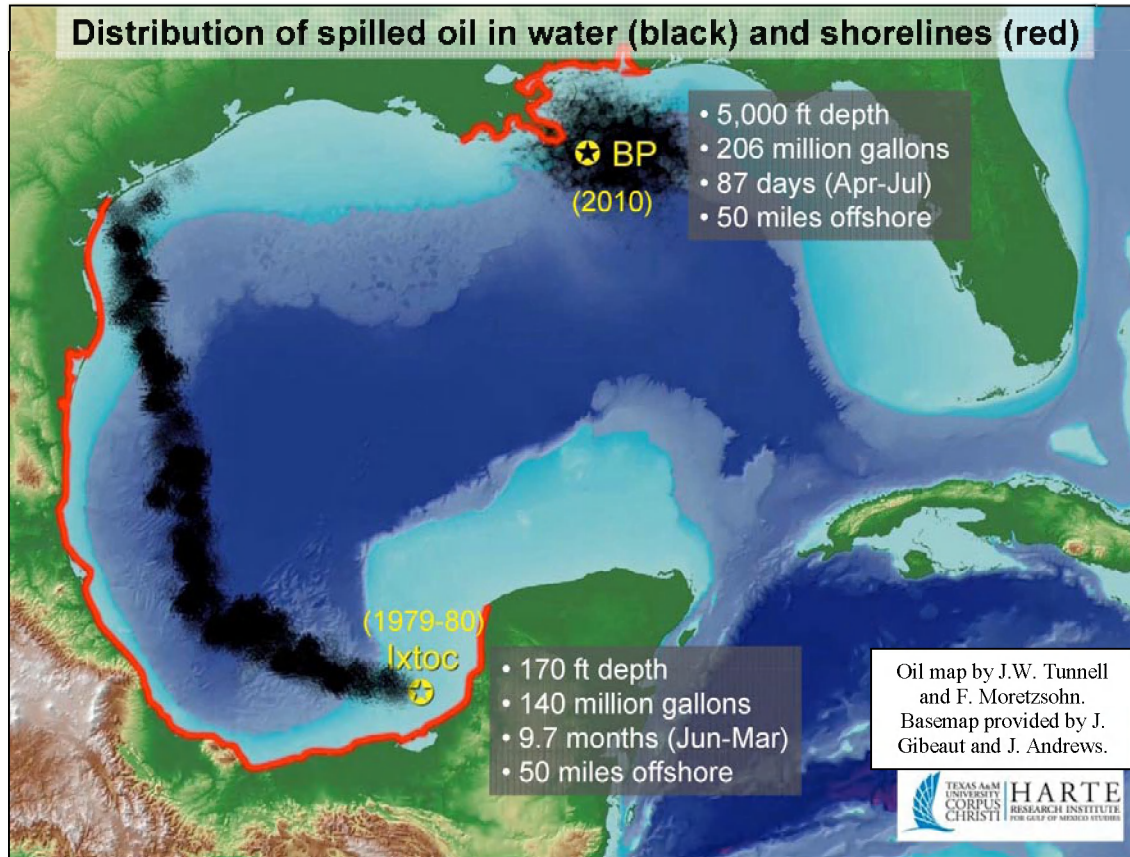 Distribution of spilled oil in water (black) and shorelines (red)
• 5,000 ft depth
• 206 million gallons
• 87 days (Apr-Jul)
• 50 miles offshore
BP
(2010)
(1979-80)
Ixtoc
• 170 ft depth
• 140 million gallons
• 9.7 months (Jun-Mar)
• 50 miles offshore
Oil map by J.W. Tunnell
and F. Moretzsohn.
Basemap provided by J.
Gibeaut and J. Andrews.
TEXAS A&M
UNIVERSITY
CORPUS
CHRISTI
HARTE
RESEARCH INSTITUTE
FOR GULF OF MEXICO STUDIES